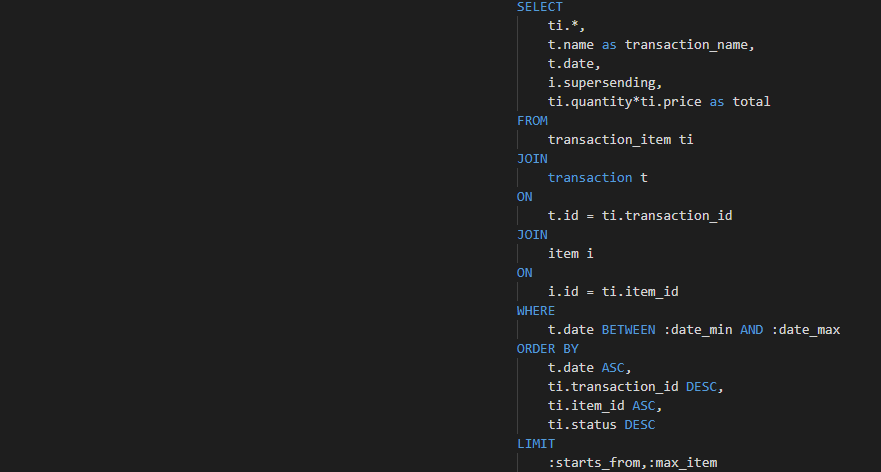 SELECT
ti.*,
t.name as transaction_name,
t.date,
i.supersending,
ti.quantity*ti.price as total
FROM
transaction_item ti
JOIN
transaction t
ON
t.id = ti.transaction_id
JOIN
item i
ON
i.id = ti.item_id
WHERE
t.date BETWEEN :date_min AND :date_max
ORDER BY
t.date ASC,
ti.transaction_id DESC,
ti.item_id ASC,
ti.status DESC
LIMIT
:starts_from,:max_item